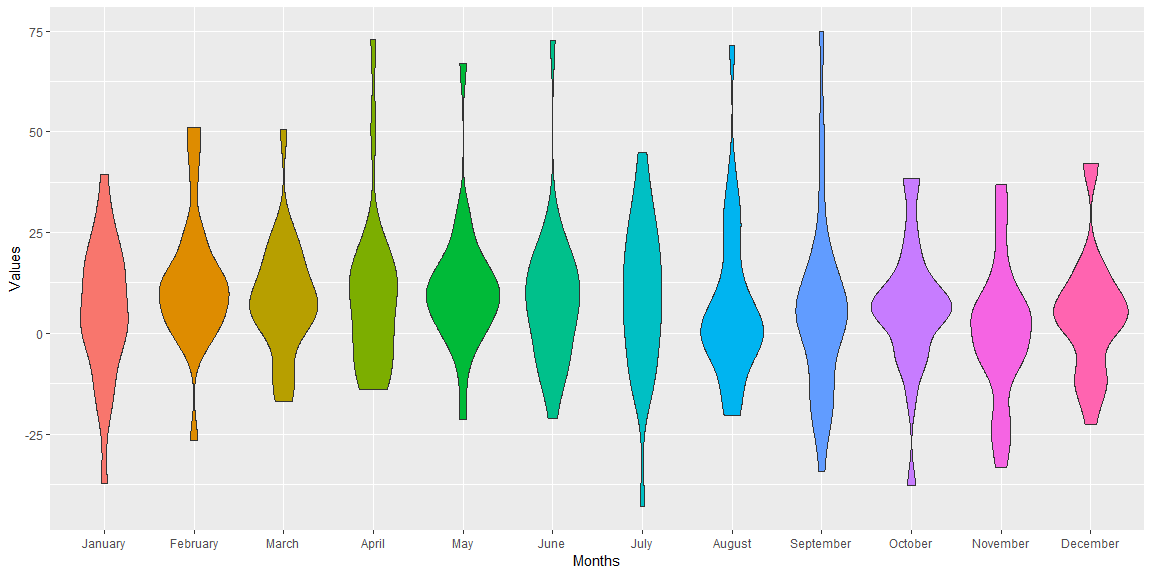 75
50
25
0
-25
Values
January February March April May June July August September October November December
Months